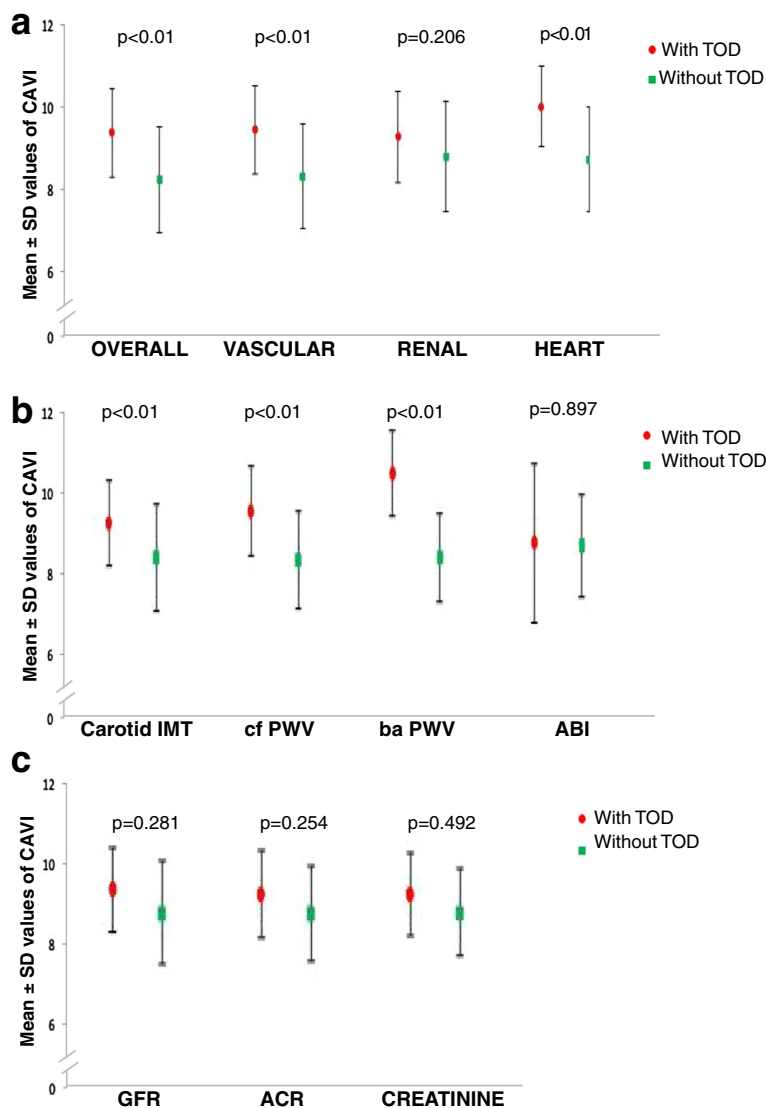 a
12
10
8
6
0
Mean ± SD values of CAVI
p<0.01 p<0.01 p=0.206 p<0.01
With TOD
Without TOD
OVERALL VASCULAR RENAL HEART
b
12
10
8
6
0
Mean ± SD values of CAVI
p<0.01 p<0.01 p<0.01 p=0.897
With TOD
Without TOD
Carotid IMT cf PWV ba PWV ABI
c
12
10
8
6
0
Mean ± SD values of CAVI
p=0.281 p=0.254 p=0.492
With TOD
Without TOD
GFR ACR CREATININE